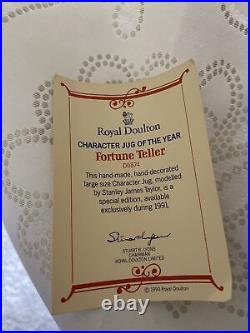 Royal Doulton
CHARACTER JUG OF THE YEAR
Fortune Teller
D6874
This hand-made, hand-decorated
large size Character Jug, modelled
by Stanley James Taylor, is a
special edition, available
exclusively during 1991.
STUART R. LYONS
CHAIRMAN
ROYAL DOULTON LIMITED
© 1990 Royal Doulton